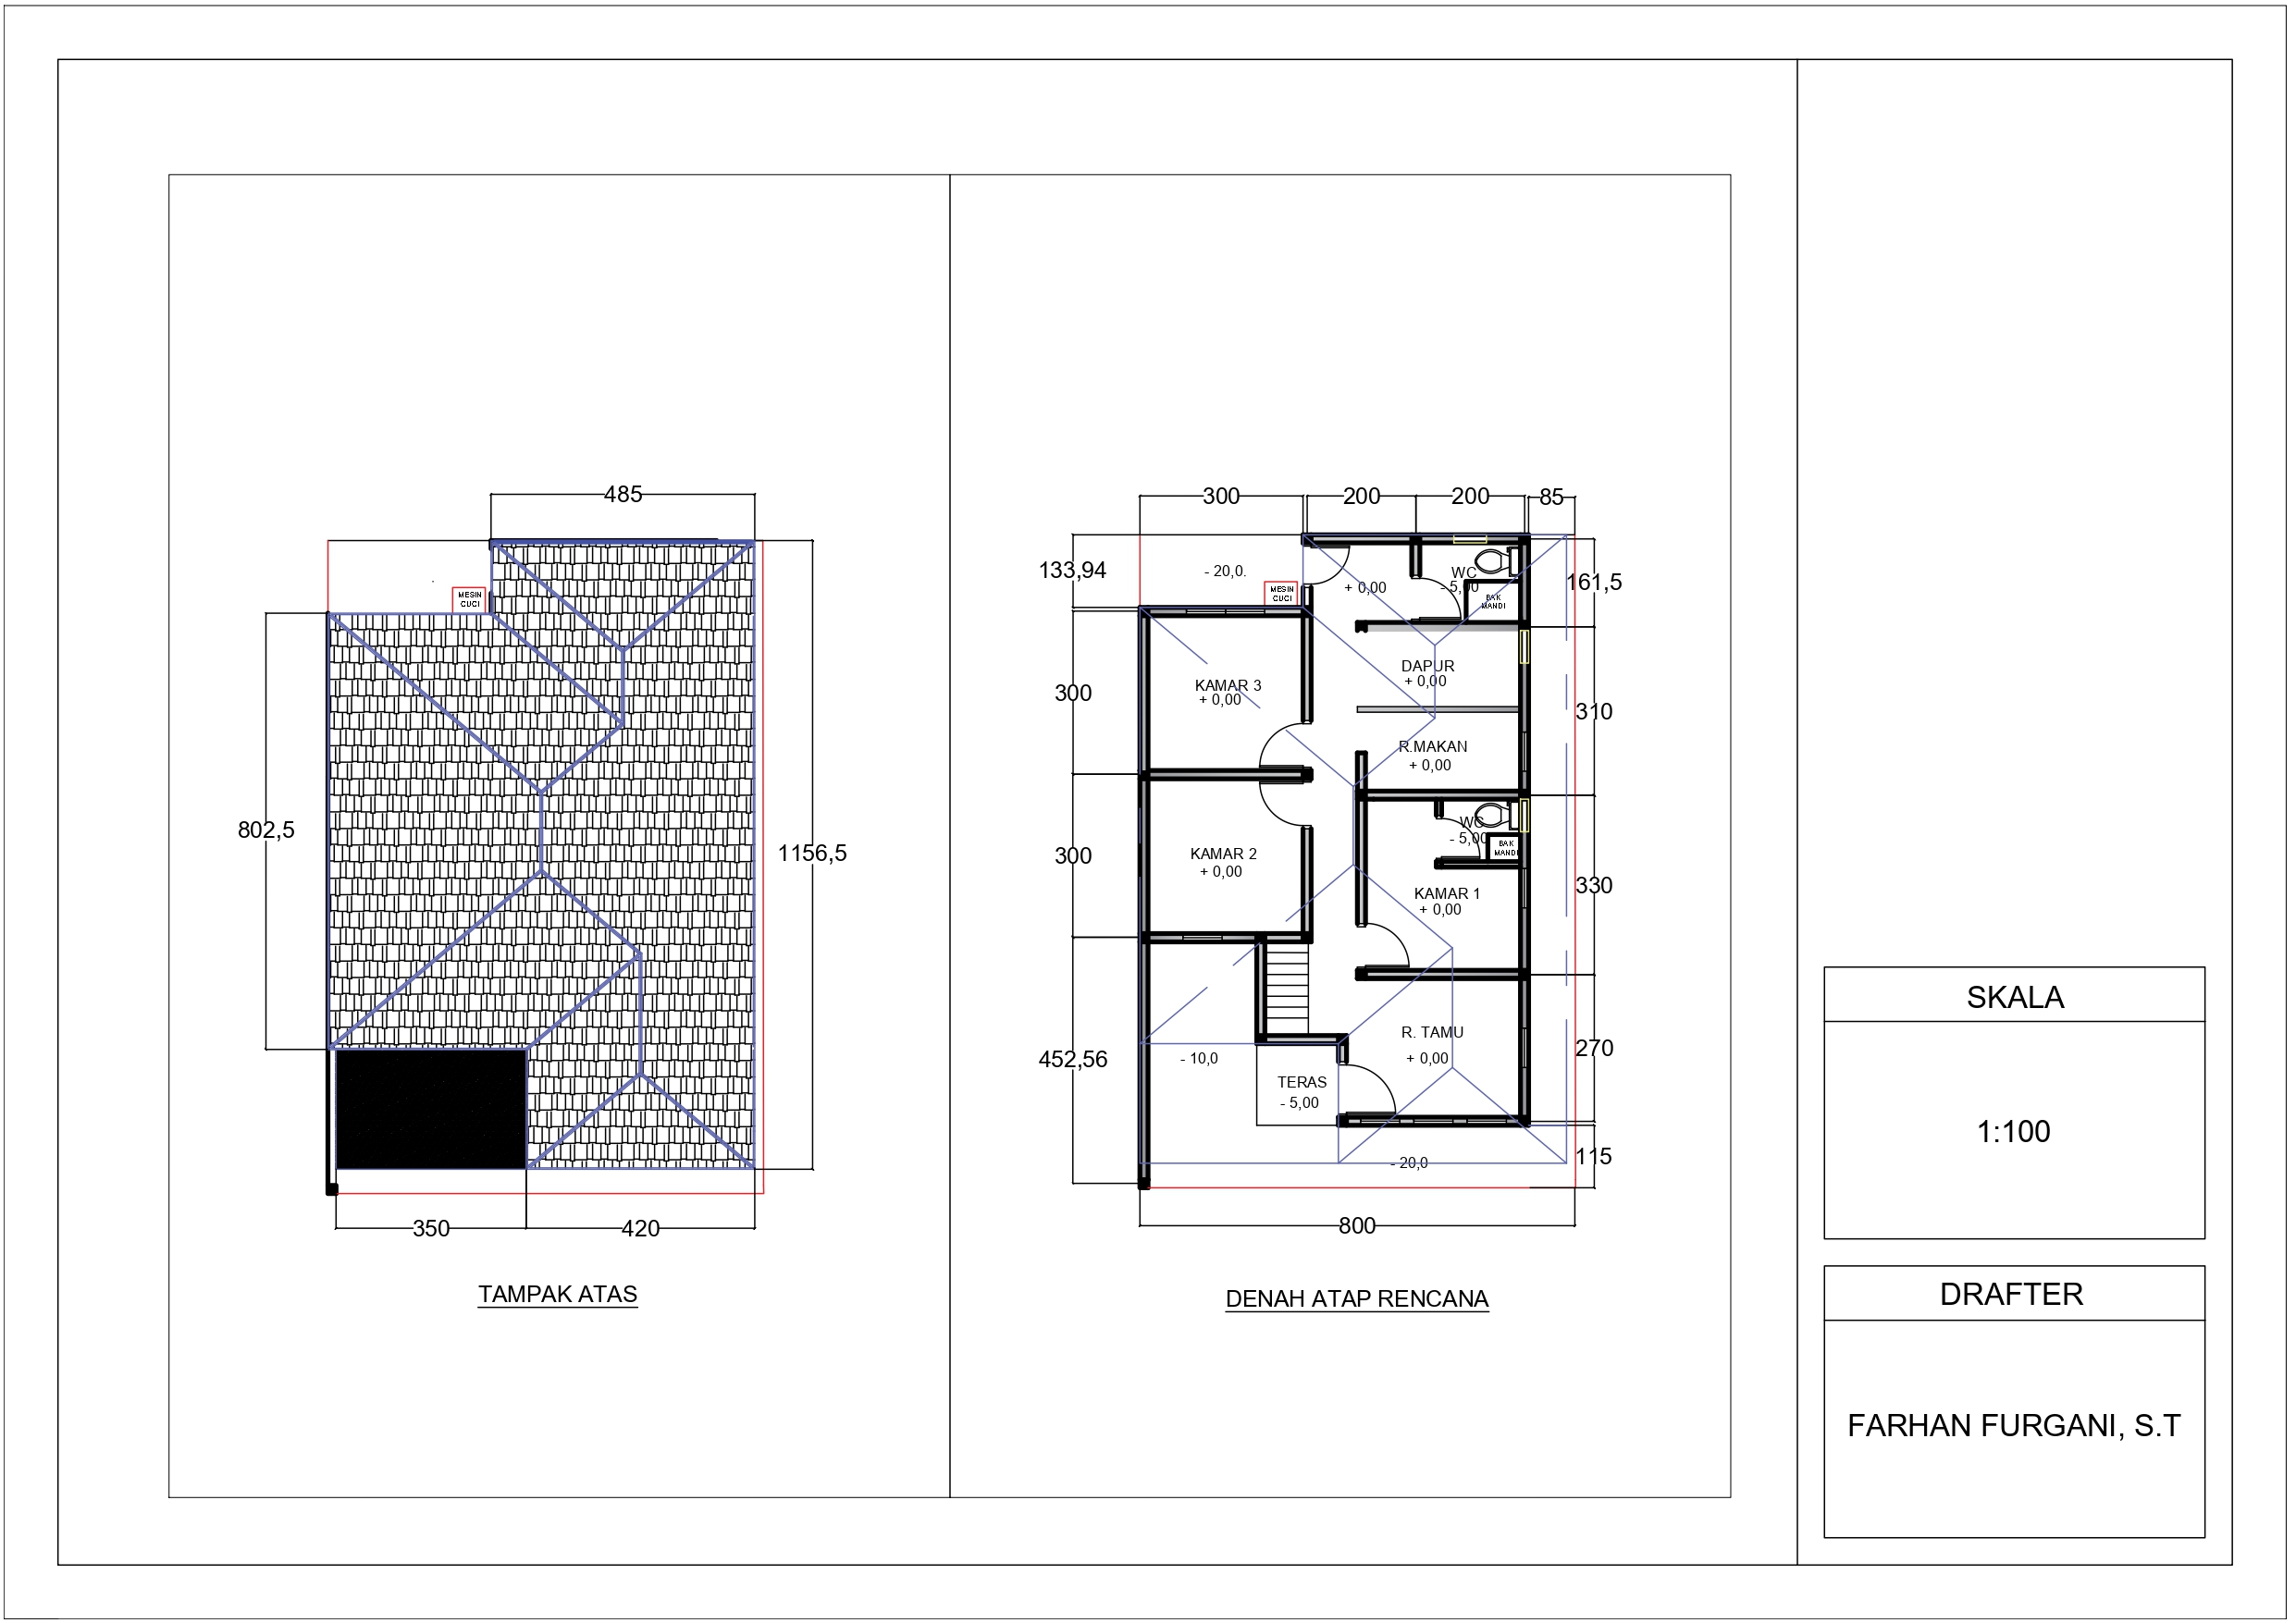 485
MESIN
CUCI
802,5
1156,5
350
420
TAMPAK ATAS
300
200
200
85
133,94
- 20,0.
MESIN
CUCI
+ 0,00
WC
- 5,00
BAK
MANDI
161,5
DAPUR
+ 0,00
KAMAR 3
+ 0,00
300
310
R.MAKAN
+ 0,00
WC
- 5,00
BAK
MANDI
KAMAR 2
+ 0,00
300
KAMAR 1
+ 0,00
330
R. TAMU
+ 0,00
270
452,56
- 10,0
TERAS
- 5,00
- 20,0
115
800
DENAH ATAP RENCANA
SKALA
1:100
DRAFTER
FARHAN FURGANI, S.T